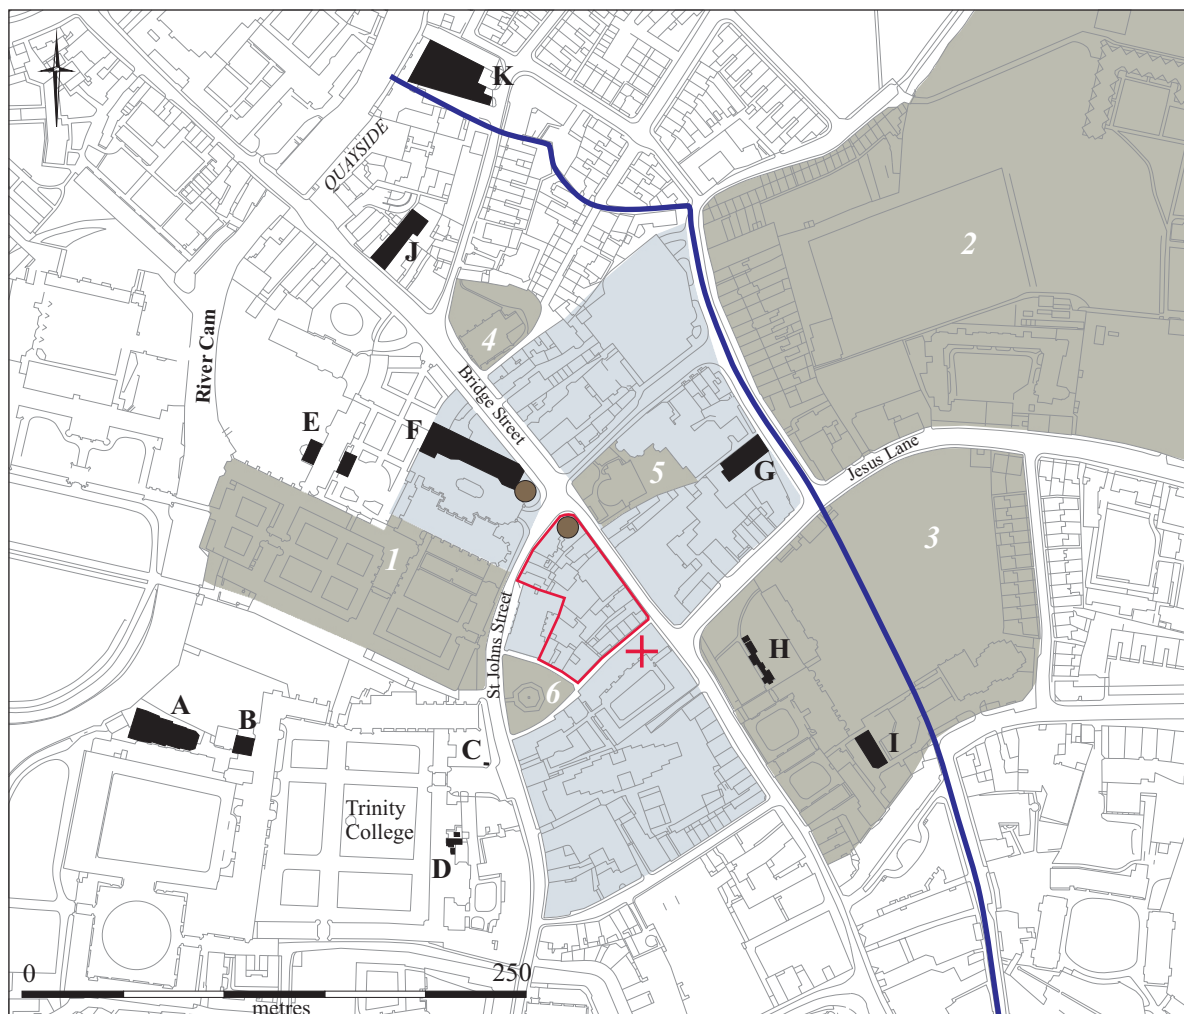 K
QUAYSIDE
J
2
4
River Cam
Bridge Street
E
F
5
G
Jesus Lane
1
3
St Johns Street
H
6
A
B
C
I
Trinity
College
D
0
250
metres